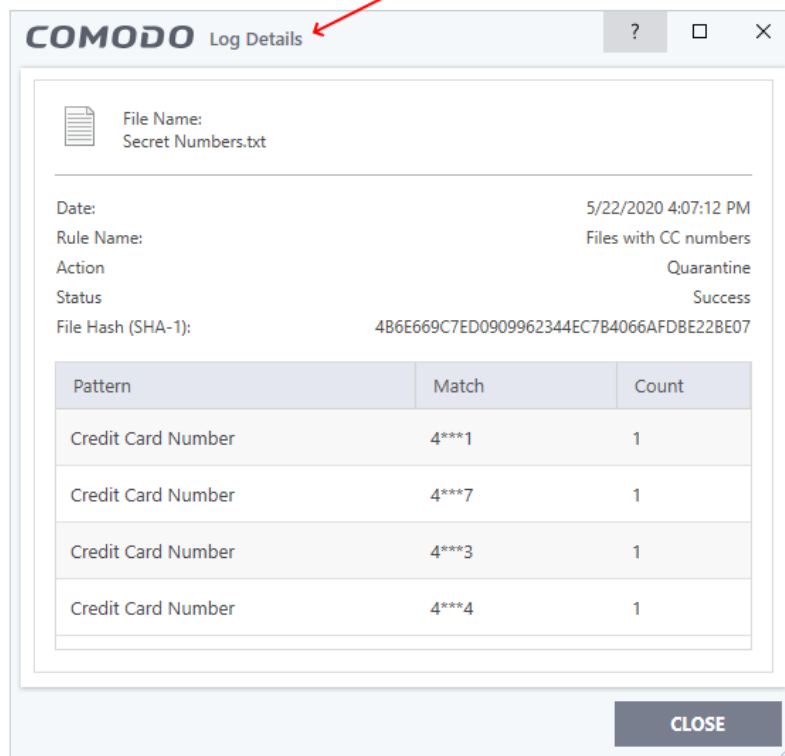 COMODO Log Details ?
File Name:
Secret Numbers.txt
Date: 5/22/2020 4:07:12 PM
Rule Name: Files with CC numbers
Action Quarantine
Status Success
File Hash (SHA-1): 4B6E669C7ED0909962344EC7B4066AFDBE22BE07
Pattern Match Count
Credit Card Number 4***1 1
Credit Card Number 4***7 1
Credit Card Number 4***3 1
Credit Card Number 4***4 1
CLOSE